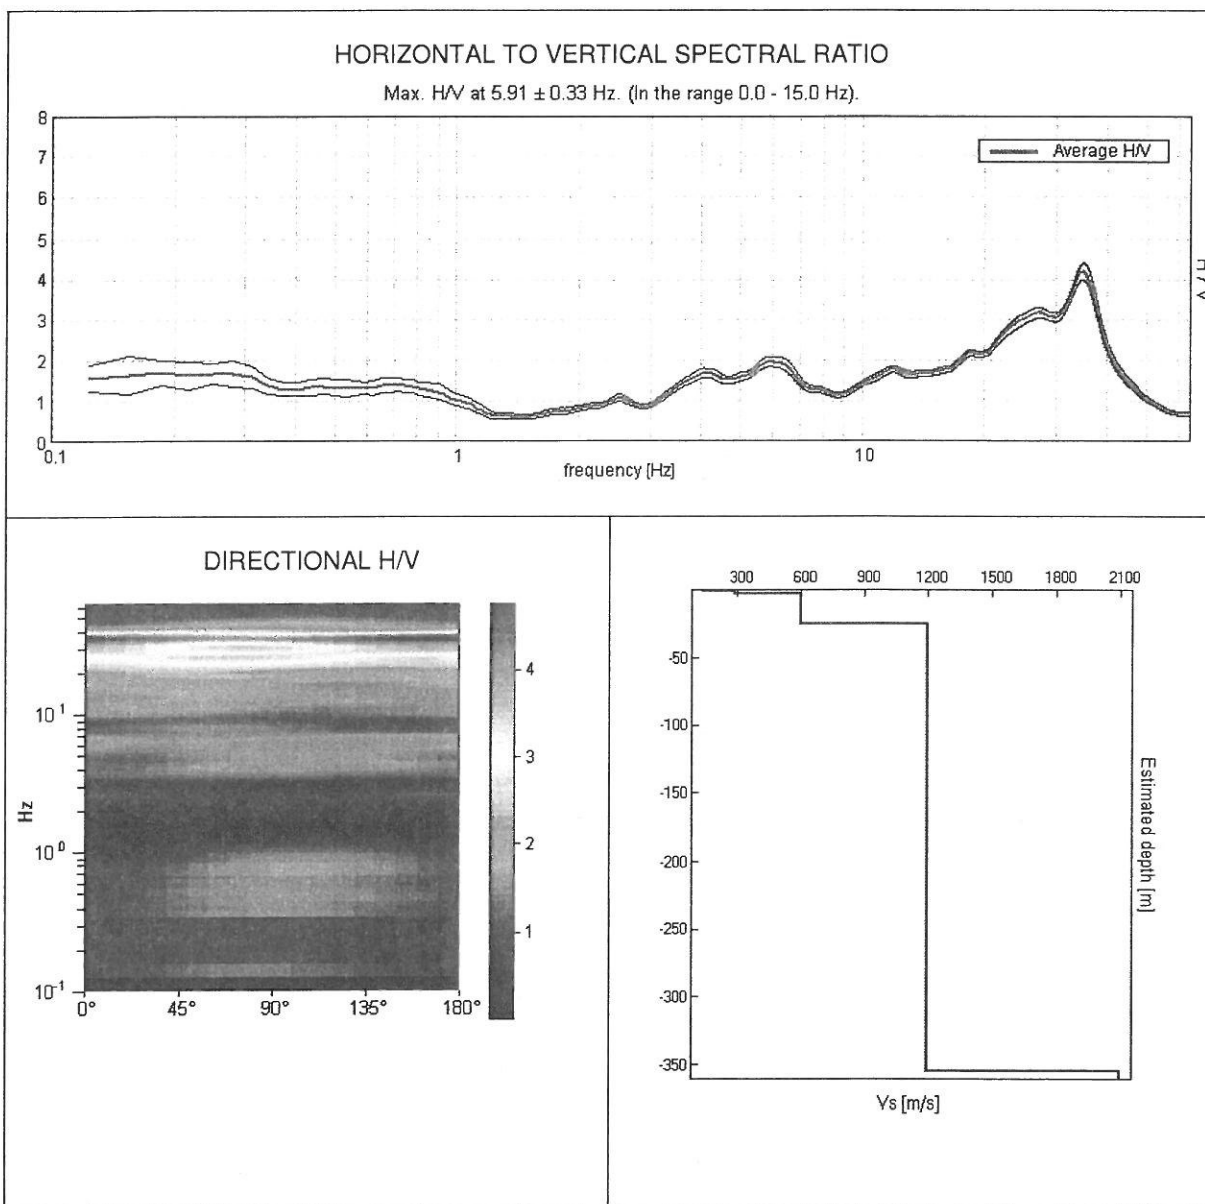 HORIZONTAL TO VERTICAL SPECTRAL RATIO
Max. H/V at 5.91 ± 0.33 Hz. (In the range 0.0 - 15.0 Hz).
8
7
6
5
4
3
2
1
0
Average H/V
H / V
0.1 1 10
frequency [Hz]
DIRECTIONAL H/V
10¹
10⁰
10⁻¹
Hz
0° 45° 90° 135° 180°
4
3
2
1
300 600 900 1200 1500 1800 2100
-50
-100
-150
-200
-250
-300
-350
Estimated depth [m]
Vs [m/s]